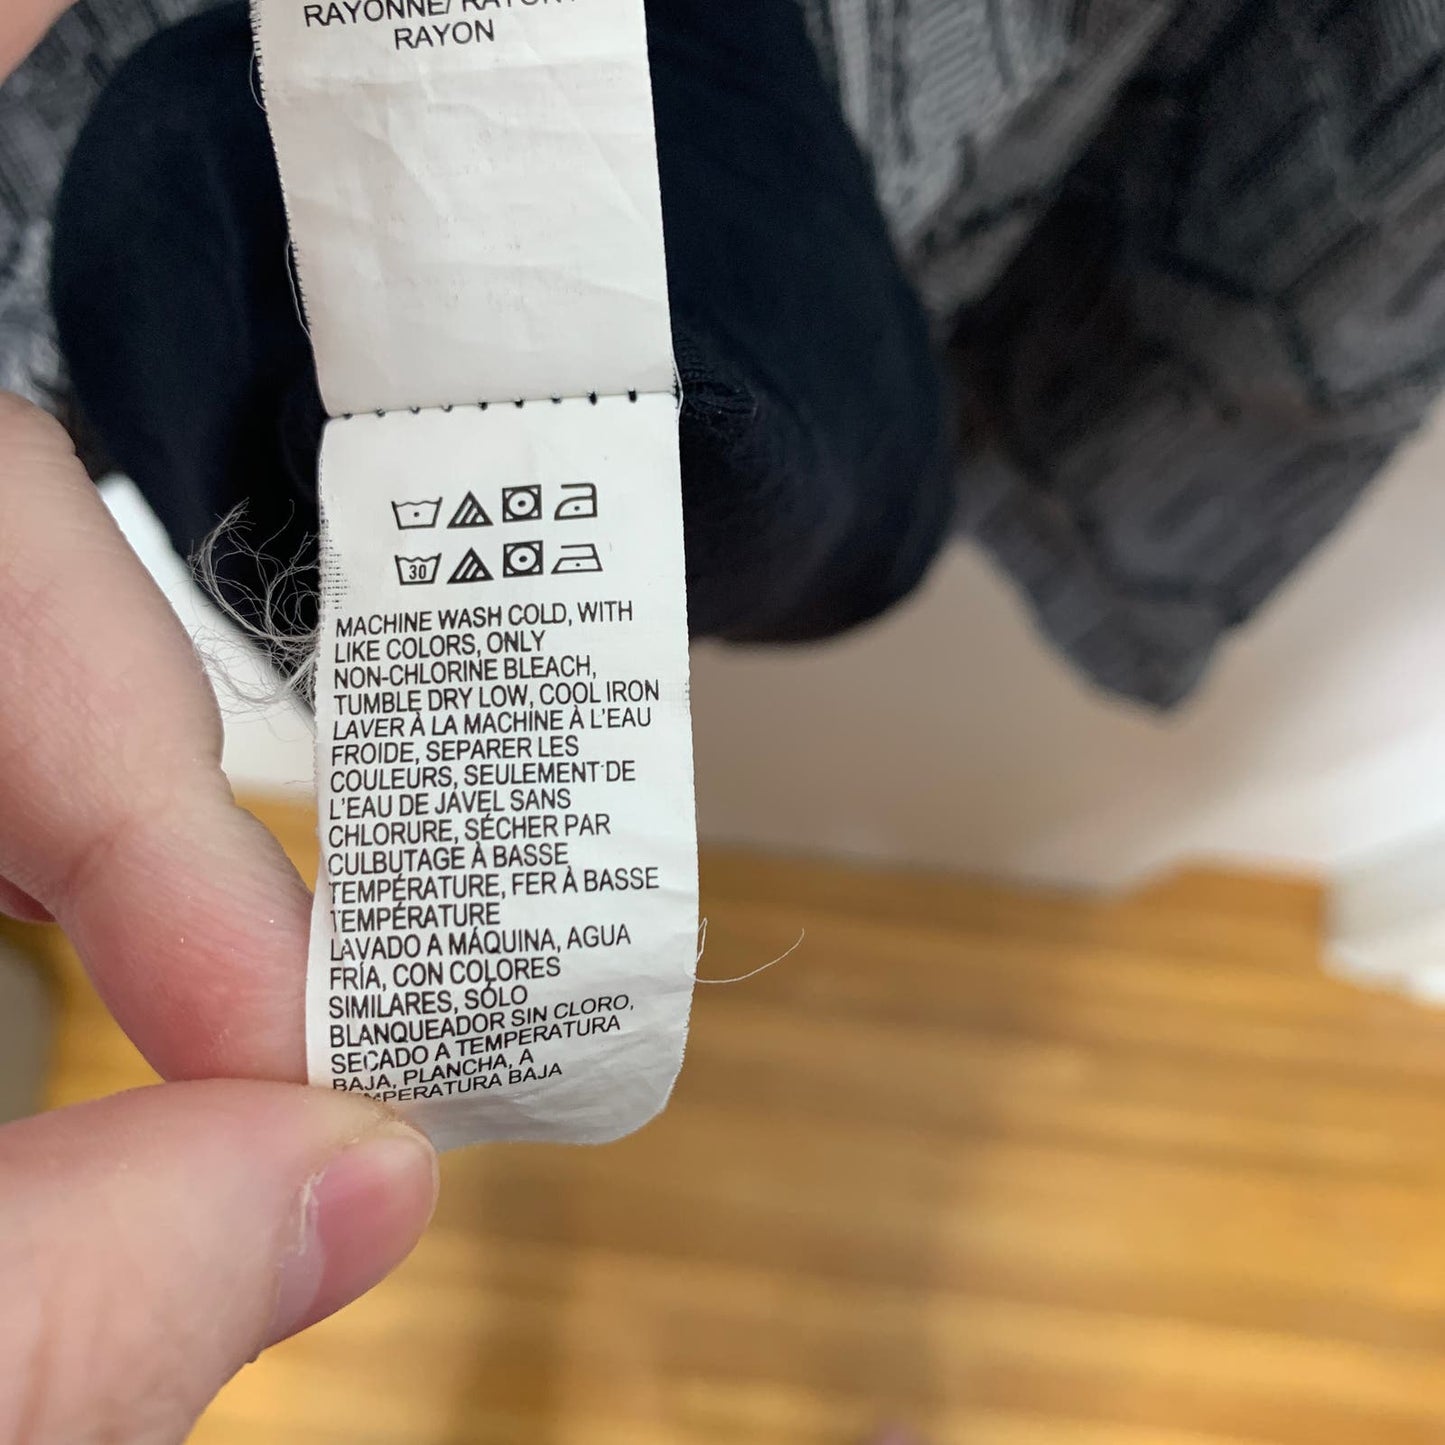 RAYONNE/
RAYON
30
MACHINE WASH COLD, WITH
LIKE COLORS, ONLY
NON-CHLORINE BLEACH,
TUMBLE DRY LOW, COOL IRON
LAVER À LA MACHINE À L'EAU
FROIDE, SEPARER LES
COULEURS, SEULEMENT DE
L'EAU DE JAVEL SANS
CHLORURE, SÉCHER PAR
CULBUTAGE À BASSE
TEMPÉRATURE, FER À BASSE
TEMPÉRATURE
LAVADO A MÁQUINA, AGUA
FRÍA, CON COLORES
SIMILARES, SÓLO
BLANQUEADOR SIN CLORO,
SECADO A TEMPERATURA
BAJA, PLANCHA, A
BAJA